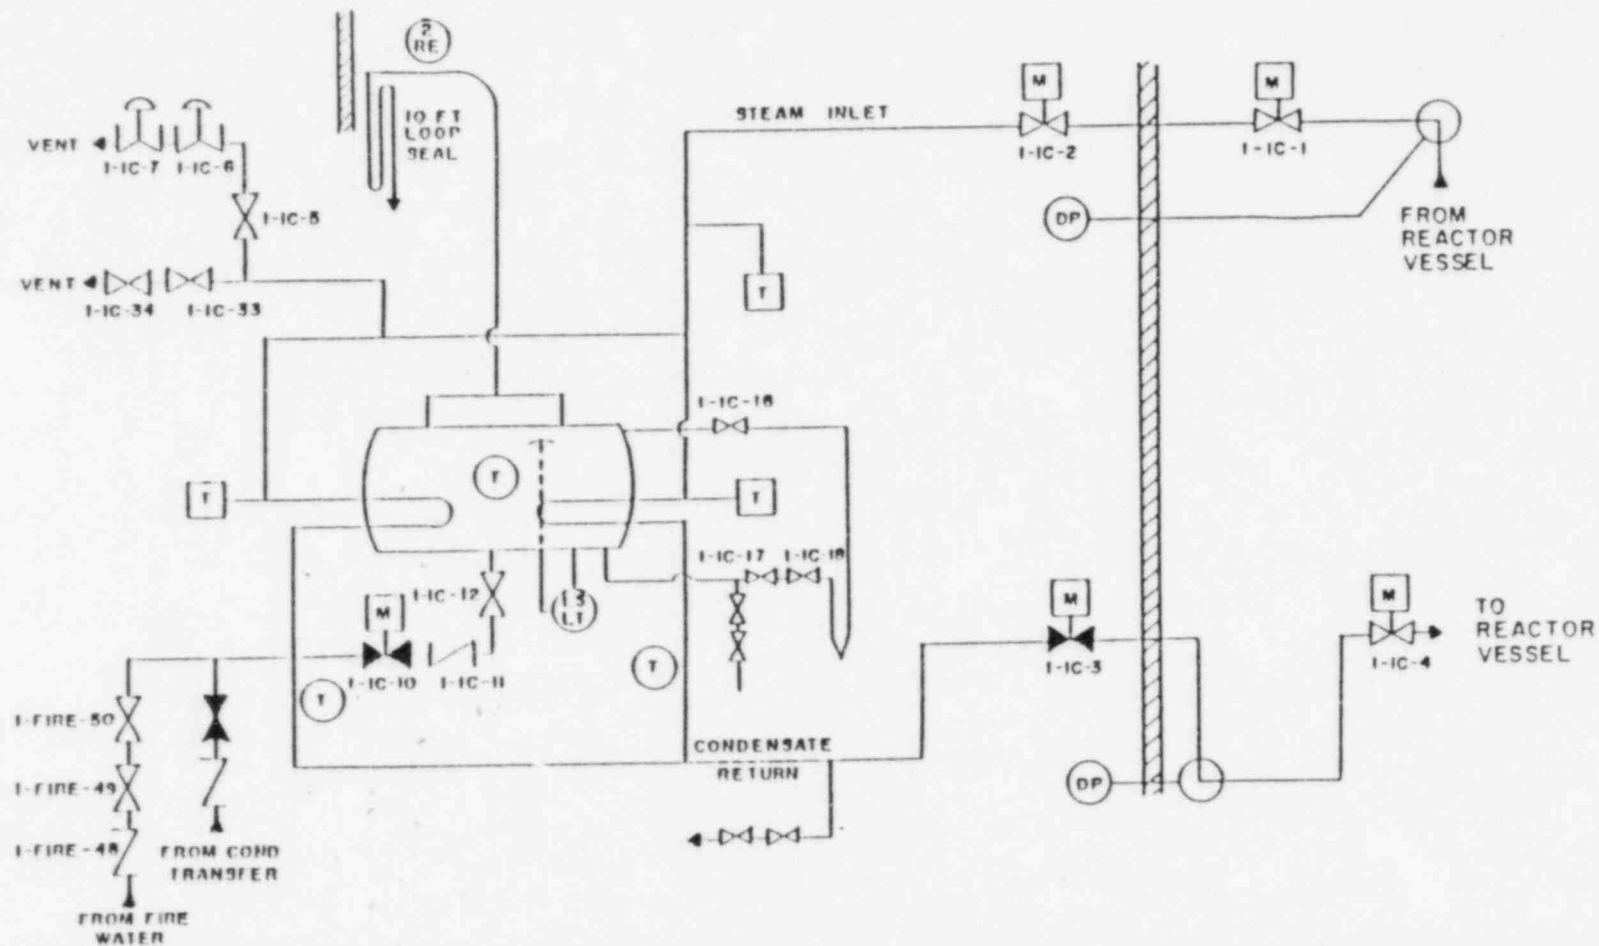 2
RE
10 FT
LOOP
SEAL
VENT
1-IC-7
1-IC-6
1-IC-5
VENT
1-IC-34
1-IC-33
STEAM INLET
M
1-IC-2
M
1-IC-1
DP
FROM
REACTOR
VESSEL
T
1-IC-16
T
T
T
1-IC-17
1-IC-18
1-IC-12
LS
LT
M
1-IC-10
1-IC-11
T
T
M
1-IC-3
M
1-IC-4
TO
REACTOR
VESSEL
1-FIRE-50
1-FIRE-49
1-FIRE-48
FROM COND
TRANSFER
FROM FIRE
WATER
CONDENSATE
RETURN
DP